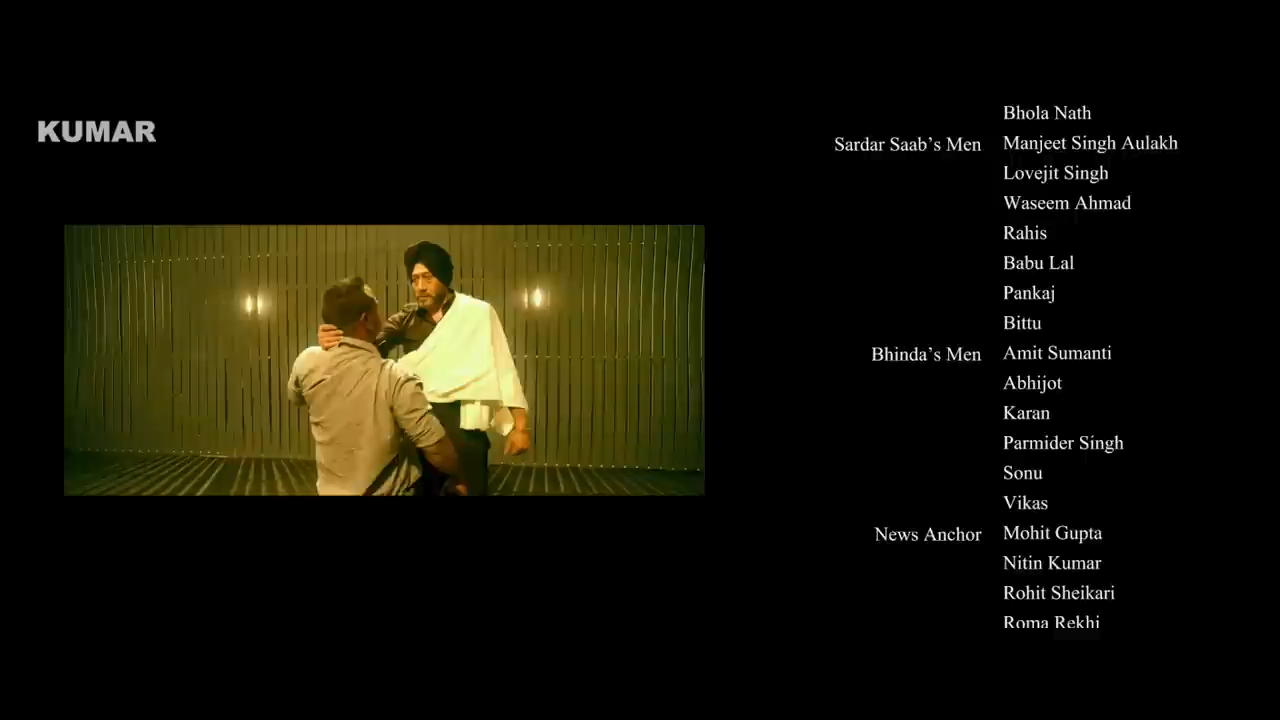 KUMAR
Bhola Nath
Sardar Saab’s Men Manjeet Singh Aulakh
Lovejit Singh
Waseem Ahmad
Rahis
Babu Lal
Pankaj
Bittu
Bhinda’s Men Amit Sumanti
Abhijot
Karan
Parmider Singh
Sonu
Vikas
News Anchor Mohit Gupta
Nitin Kumar
Rohit Sheikari
Roma Rekhi